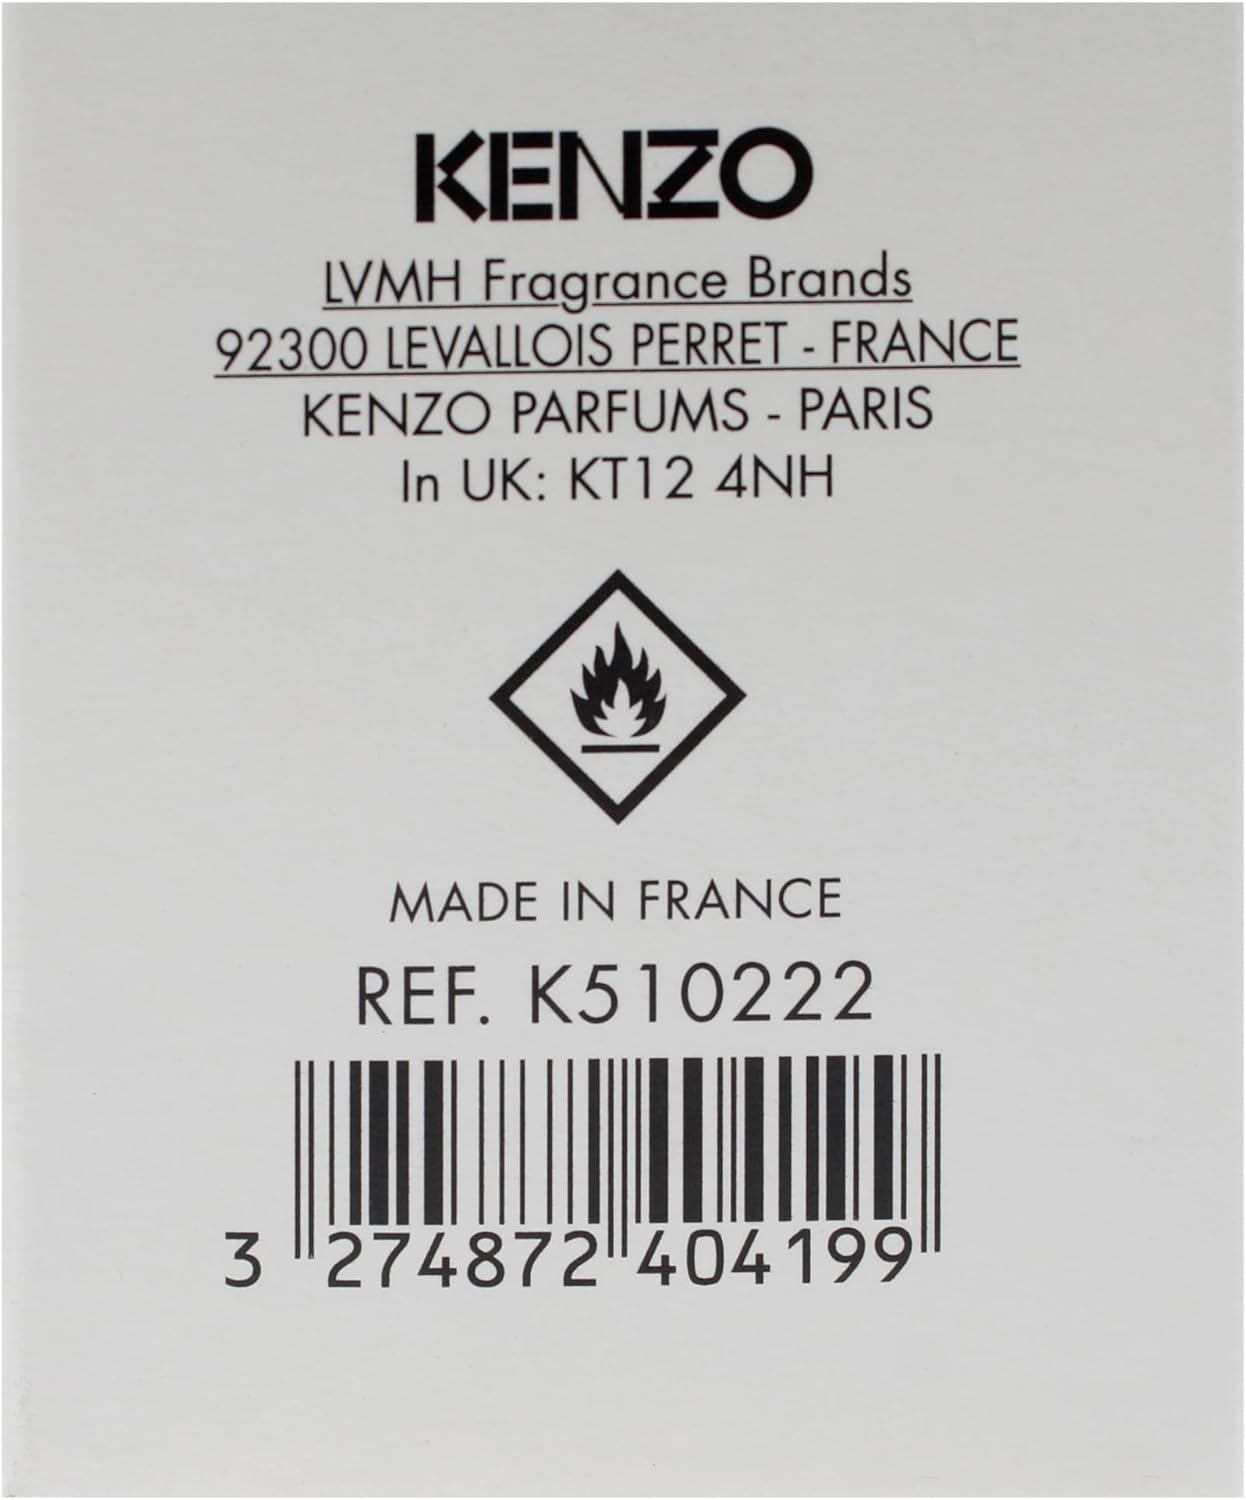 KENZO
LVMH Fragrance Brands
92300 LEVALLOIS PERRET - FRANCE
KENZO PARFUMS - PARIS
In UK: KT12 4NH
MADE IN FRANCE
REF. K510222
3 274872 404199